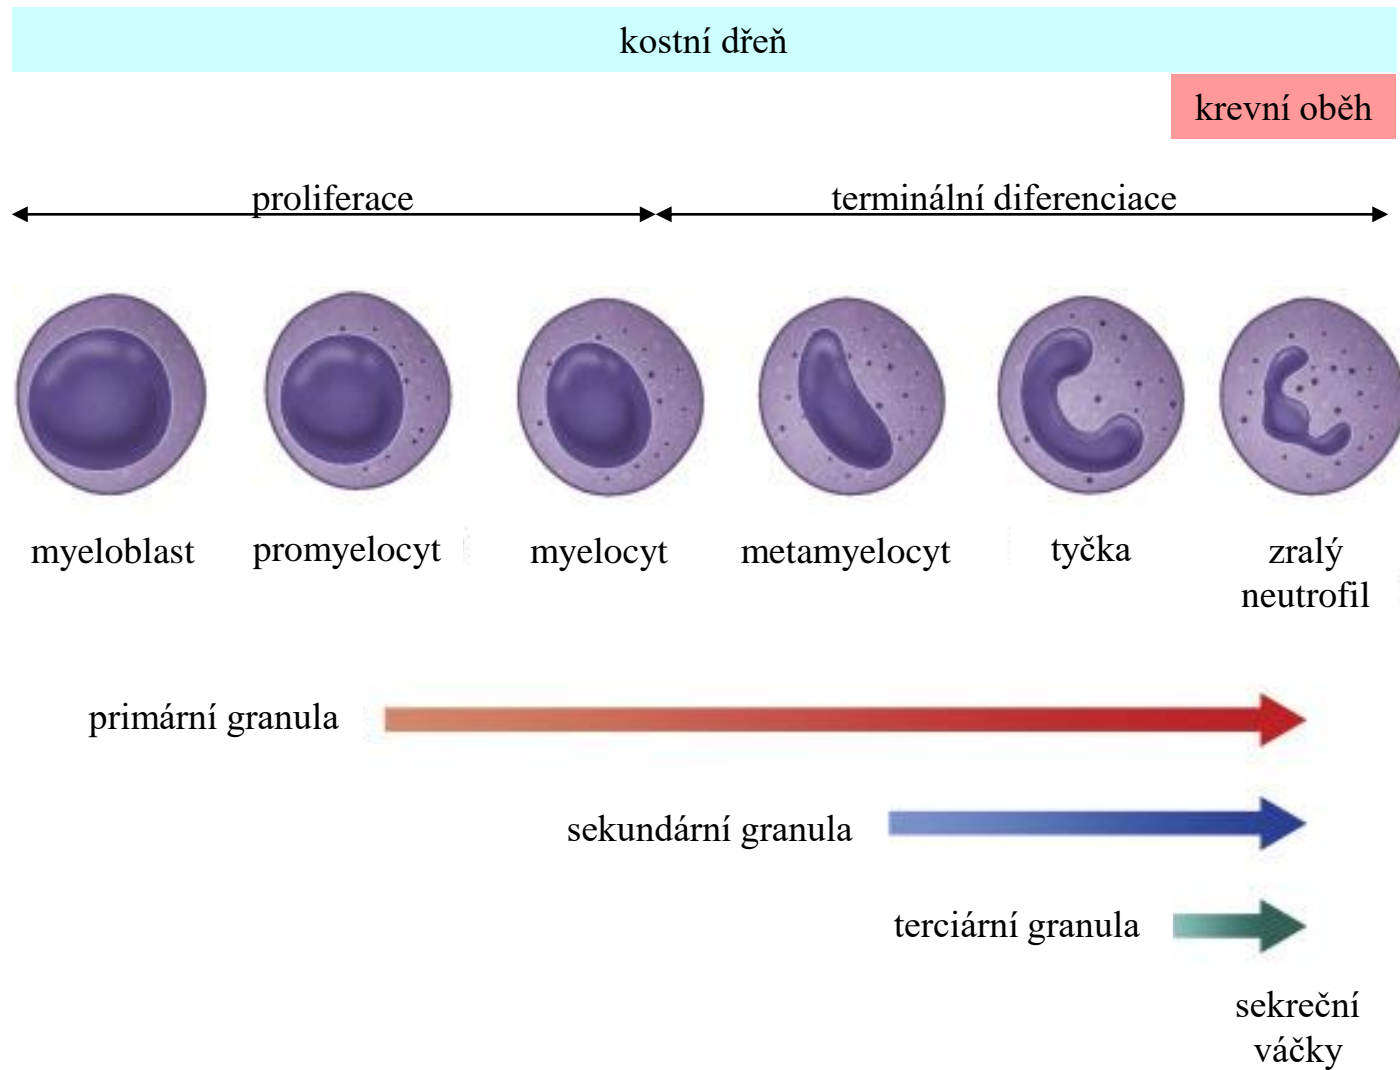 kostní dřeň
krevní oběh
proliferace
terminální diferenciace
myeloblast
promyelocyt
myelocyt
metamyelocyt
tyčka
zralý
neutrofil
primární granula
sekundární granula
terciární granula
sekreční
váčky